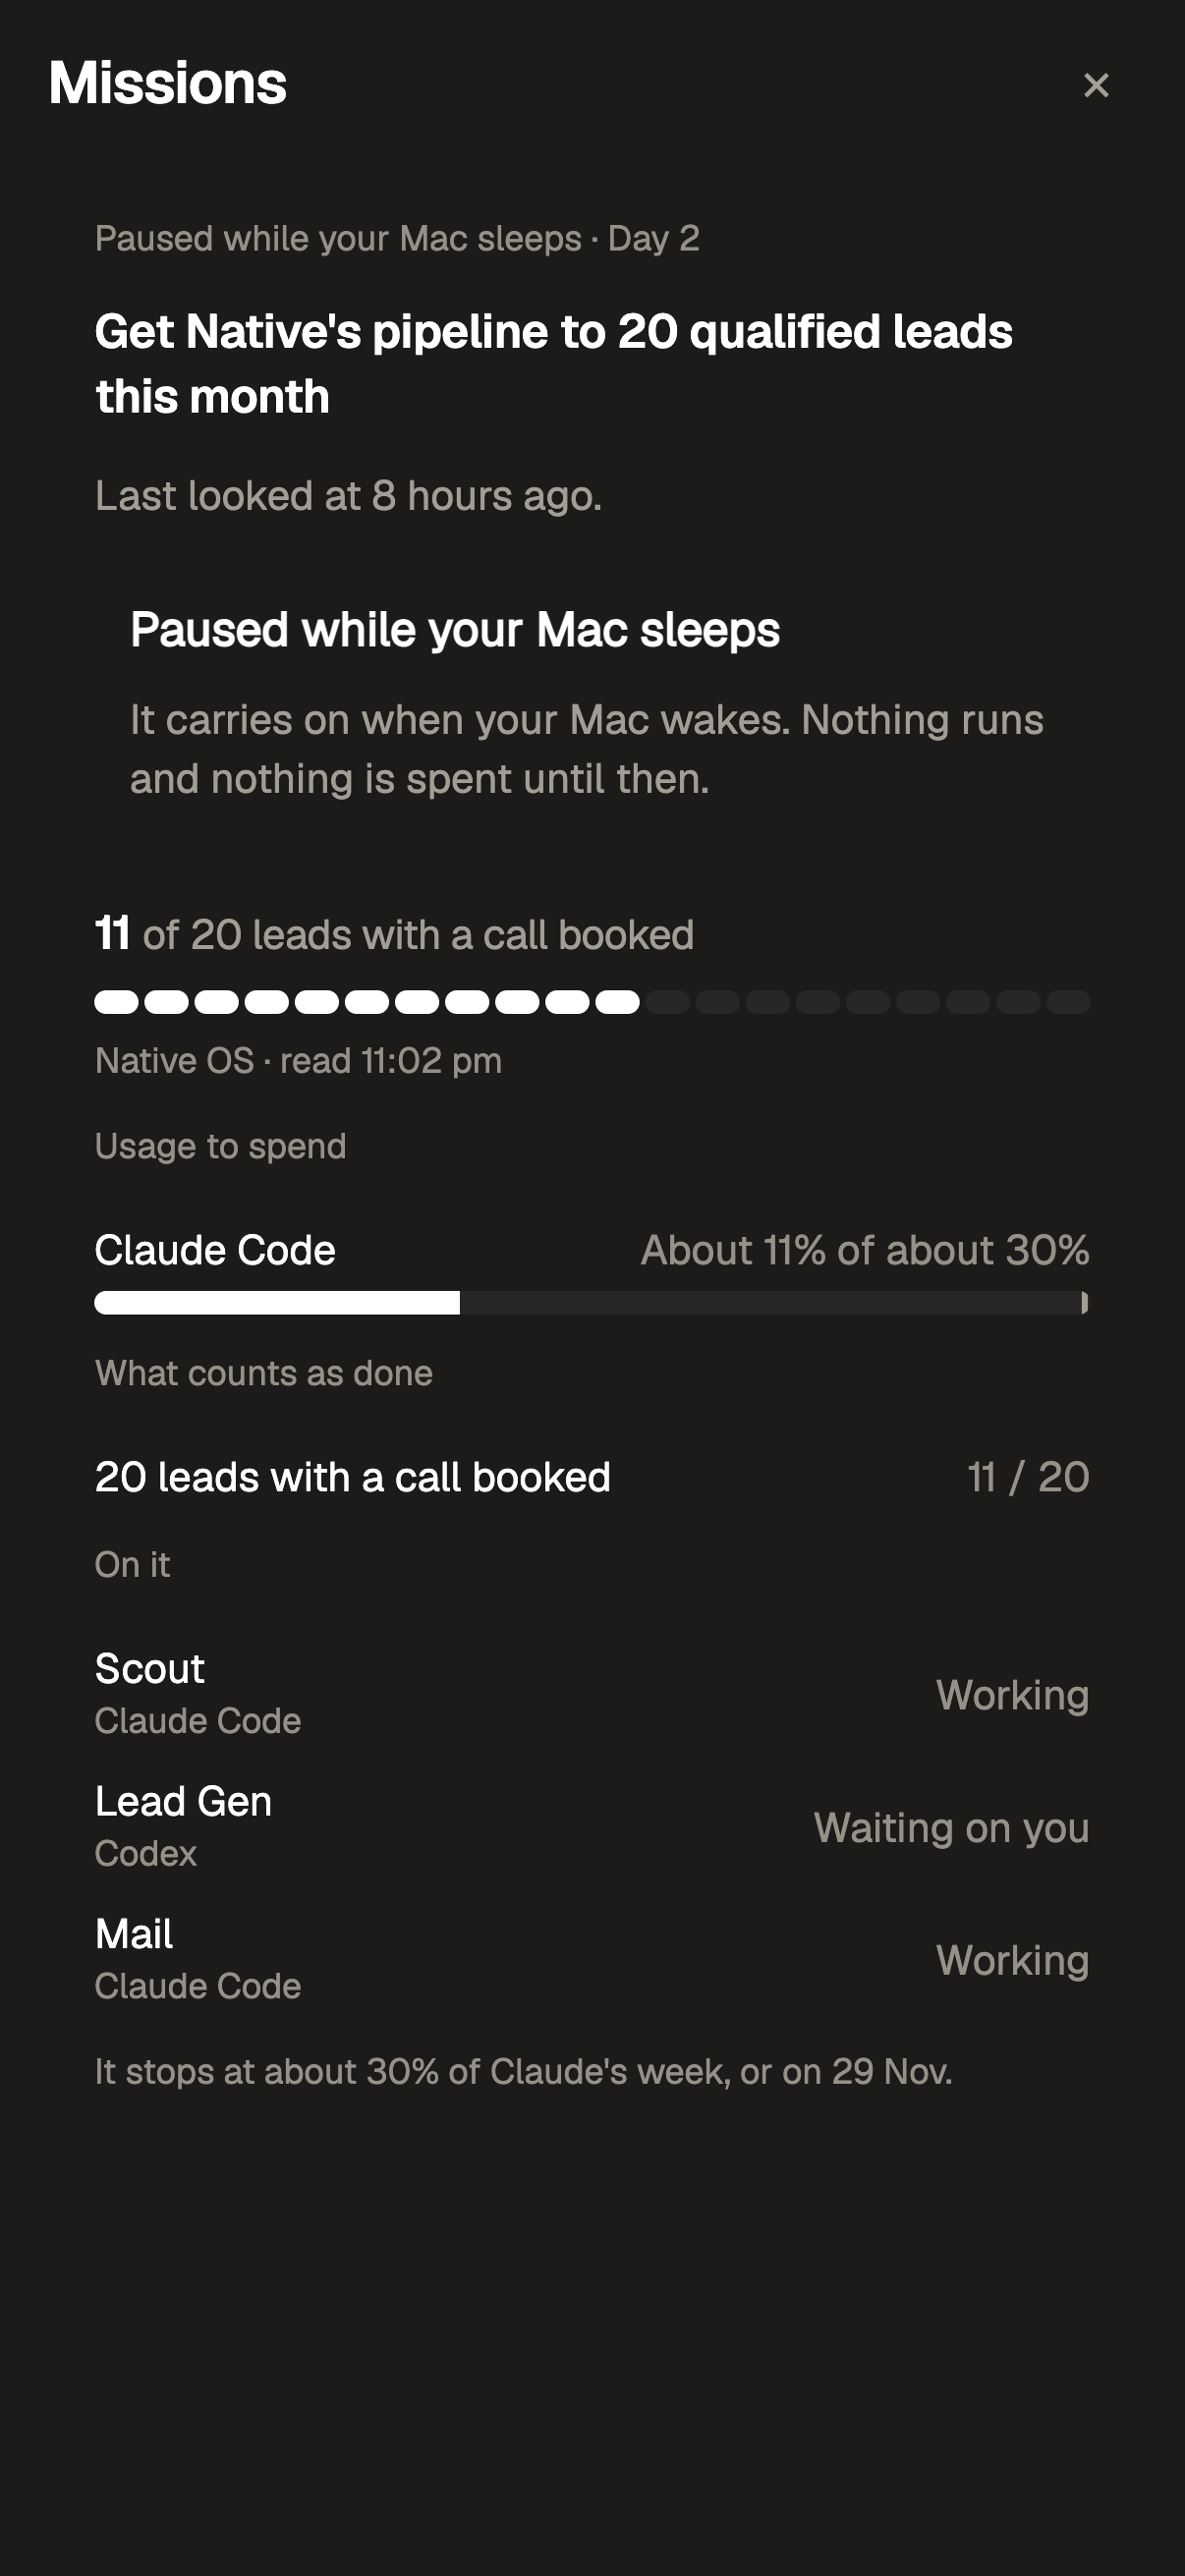 Missions
Paused while your Mac sleeps · Day 2
Get Native's pipeline to 20 qualified leads
this month
Last looked at 8 hours ago.
Paused while your Mac sleeps
It carries on when your Mac wakes. Nothing runs
and nothing is spent until then.
11 of 20 leads with a call booked
Native OS · read 11:02 pm
Usage to spend
Claude Code About 11% of about 30%
What counts as done
20 leads with a call booked 11 / 20
On it
Scout
Claude Code
Working
Lead Gen
Codex
Waiting on you
Mail
Claude Code
Working
It stops at about 30% of Claude's week, or on 29 Nov.